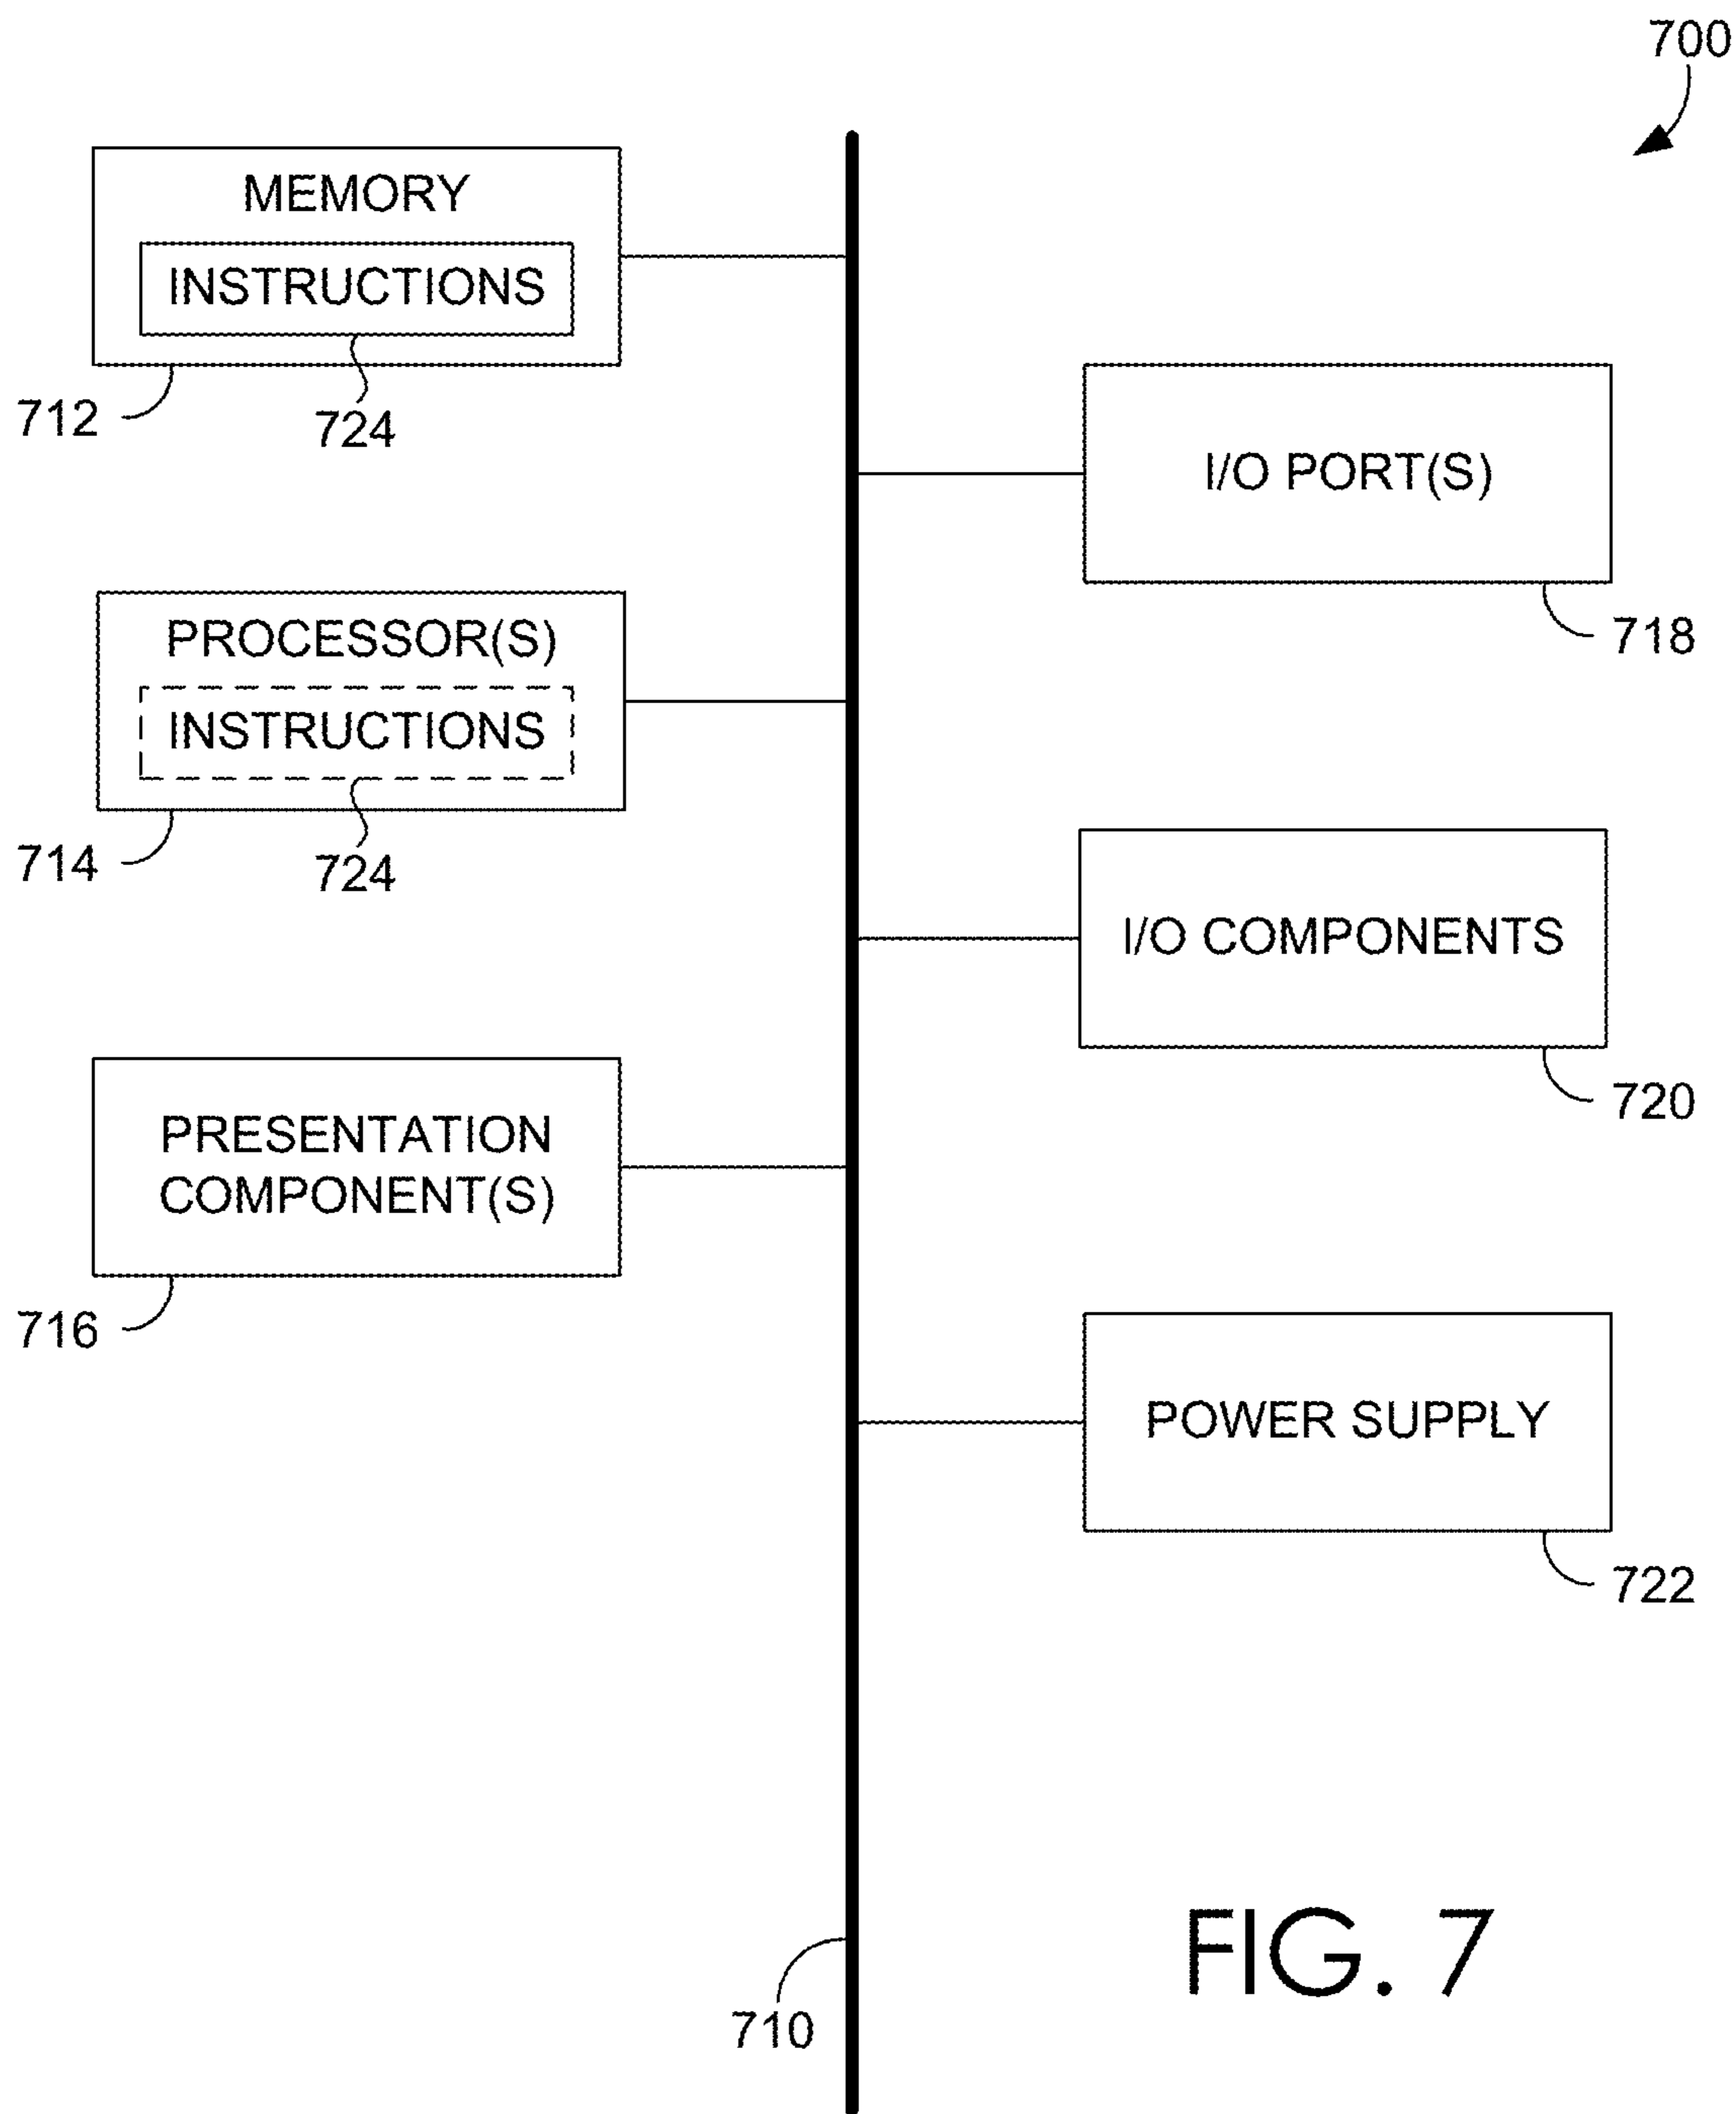 700
MEMORY
INSTRUCTIONS
712
724
I/O PORT(S)
718
PROCESSOR(S)
INSTRUCTIONS
714
724
I/O COMPONENTS
720
PRESENTATION
COMPONENT(S)
716
POWER SUPPLY
722
710
FIG. 7